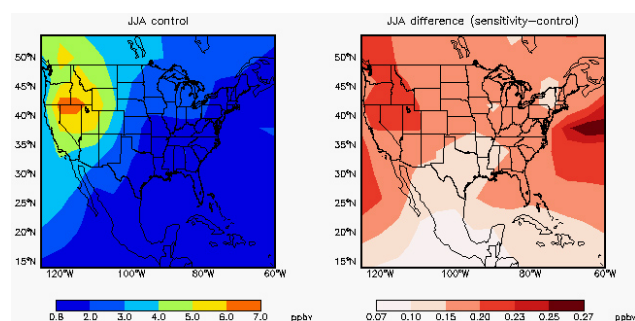 JJA control
JJA difference (sensitivity−control)
50°N
45°N
40°N
35°N
30°N
25°N
20°N
15°N
120°W 100°W 80°W 60°W
50°N
45°N
40°N
35°N
30°N
25°N
20°N
15°N
120°W 100°W 80°W 60°W
0.8 2.0 3.0 4.0 5.0 6.0 7.0 ppbv
0.07 0.10 0.15 0.20 0.23 0.25 0.27 ppbv